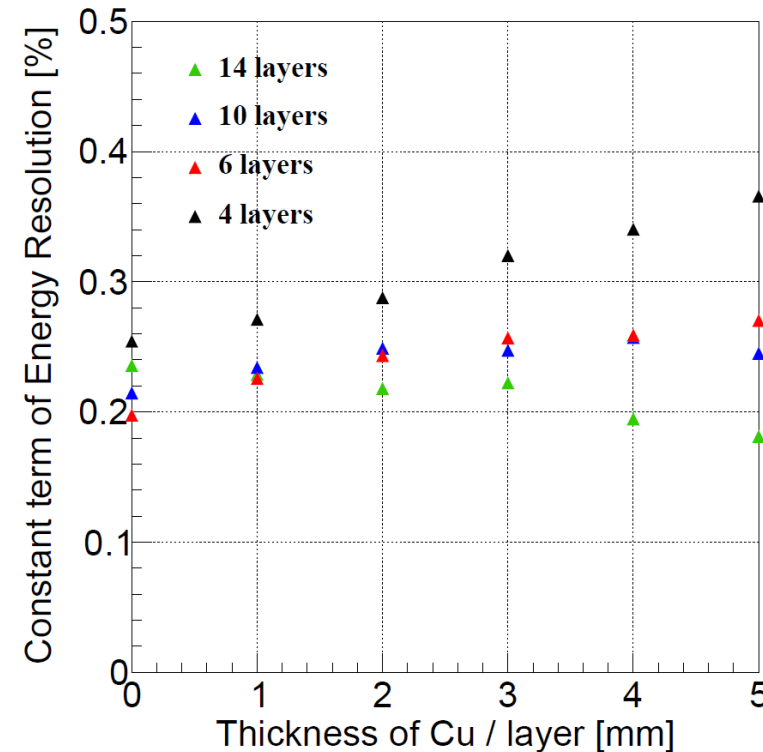 Constant term of Energy Resolution [%]
0.5
0.4
0.3
0.2
0.1
0
14 layers
10 layers
6 layers
4 layers
0 1 2 3 4 5
Thickness of Cu / layer [mm]